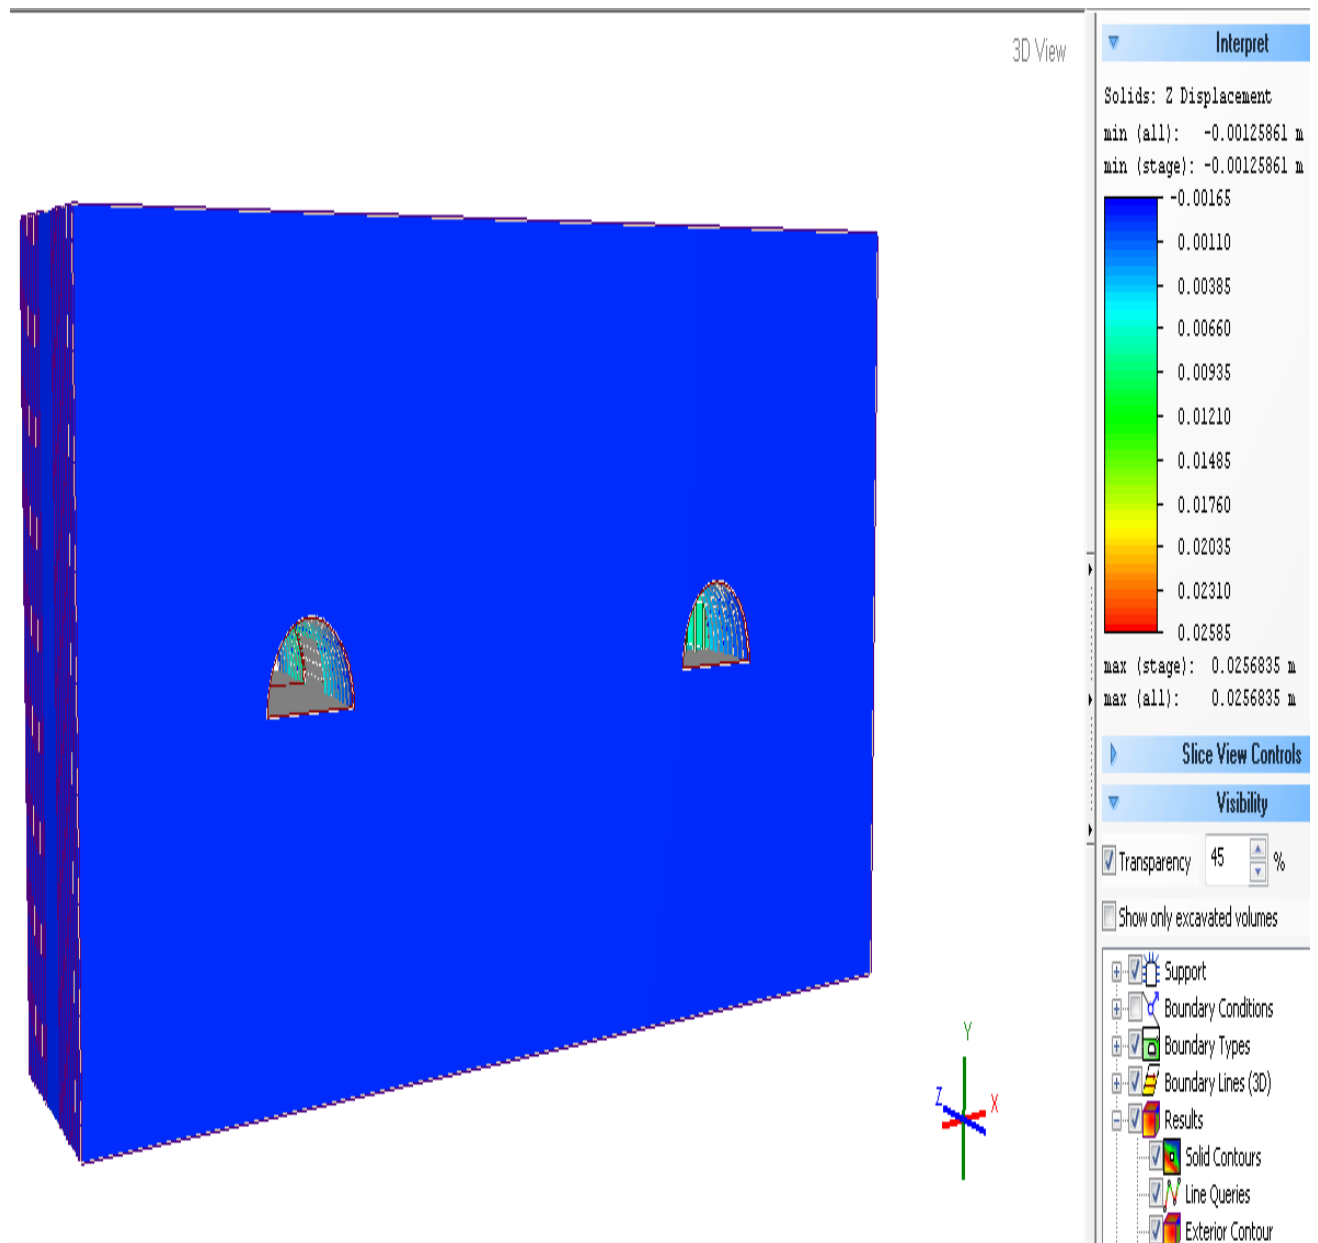 3D View
Interpret
Solids: Z Displacement
min (all): -0.00125861 m
min (stage): -0.00125861 m
-0.00165
0.00110
0.00385
0.00660
0.00935
0.01210
0.01485
0.01760
0.02035
0.02310
0.02585
max (stage): 0.0256835 m
max (all): 0.0256835 m
Slice View Controls
Visibility
Transparency 45 %
Show only excavated volumes
Support
Boundary Conditions
Boundary Types
Boundary Lines (3D)
Results
Solid Contours
Line Queries
Exterior Contour
Y
Z X